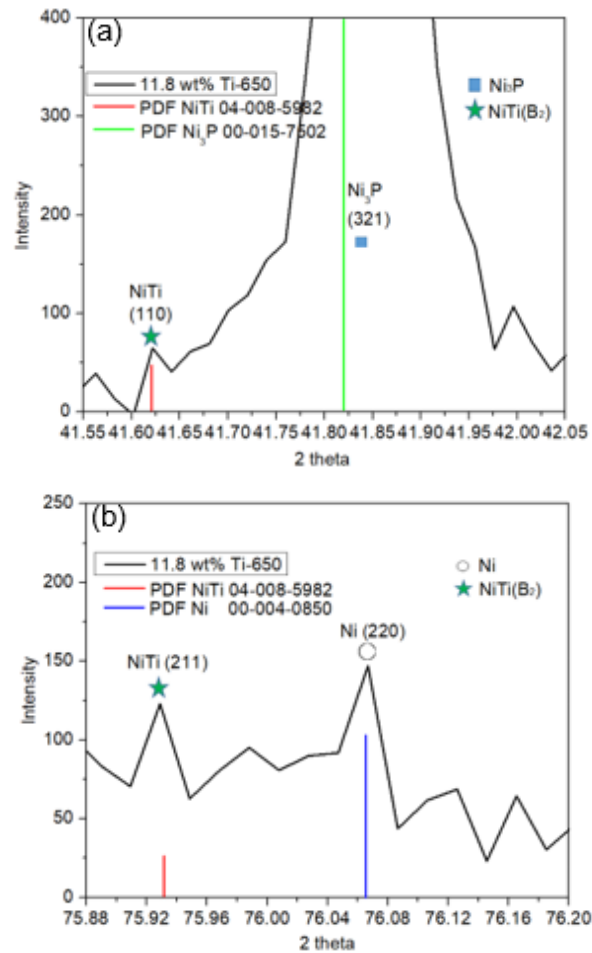 (a)
400
300
200
100
0
Intensity
11.8 wt% Ti-650
PDF NiTi 04-008-5982
PDF Ni₃P 00-015-7502
Ni₃P
NiTi(B₂)
NiTi
(110)
Ni₃P
(321)
41.55 41.60 41.65 41.70 41.75 41.80 41.85 41.90 41.95 42.00 42.05
2 theta
(b)
250
200
150
100
50
0
Intensity
11.8 wt% Ti-650
PDF NiTi 04-008-5982
PDF Ni 00-004-0850
Ni
NiTi(B₂)
NiTi (211)
Ni (220)
75.88 75.92 75.96 76.00 76.04 76.08 76.12 76.16 76.20
2 theta